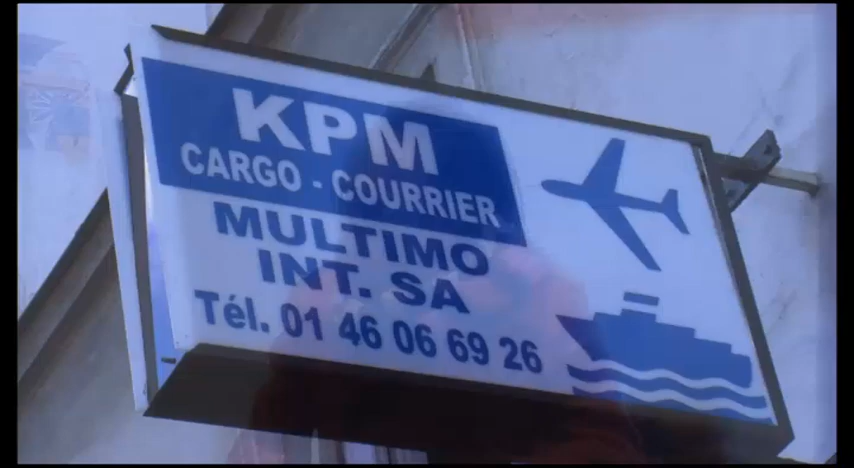 KPM
CARGO - COURRIER
MULTIMO
INT. SA
Tél. 01 46 06 69 26